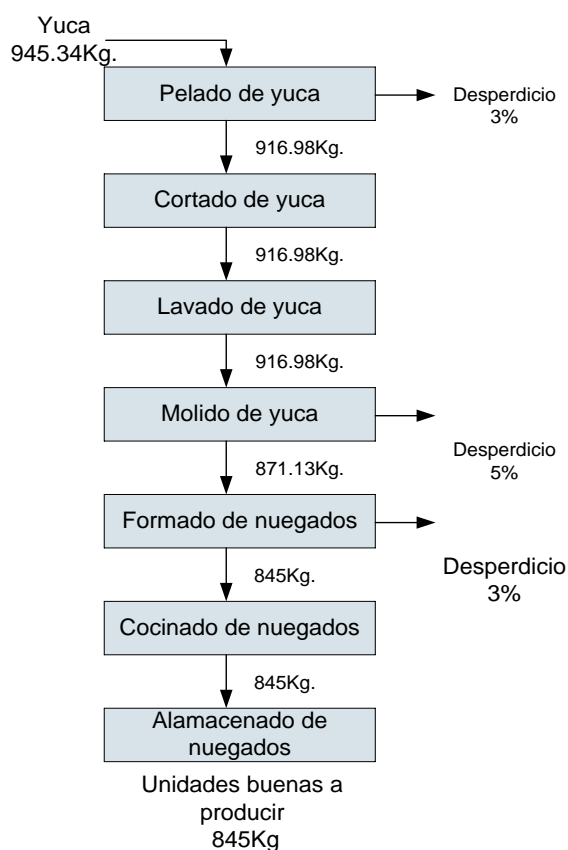 Yuca
945.34Kg.
Pelado de yuca
Desperdicio
3%
916.98Kg.
Cortado de yuca
916.98Kg.
Lavado de yuca
916.98Kg.
Molido de yuca
Desperdicio
5%
871.13Kg.
Formado de nuegados
Desperdicio
3%
845Kg.
Cocinado de nuegados
845Kg.
Alamacenado de
nuegados
Unidades buenas a
producir
845Kg